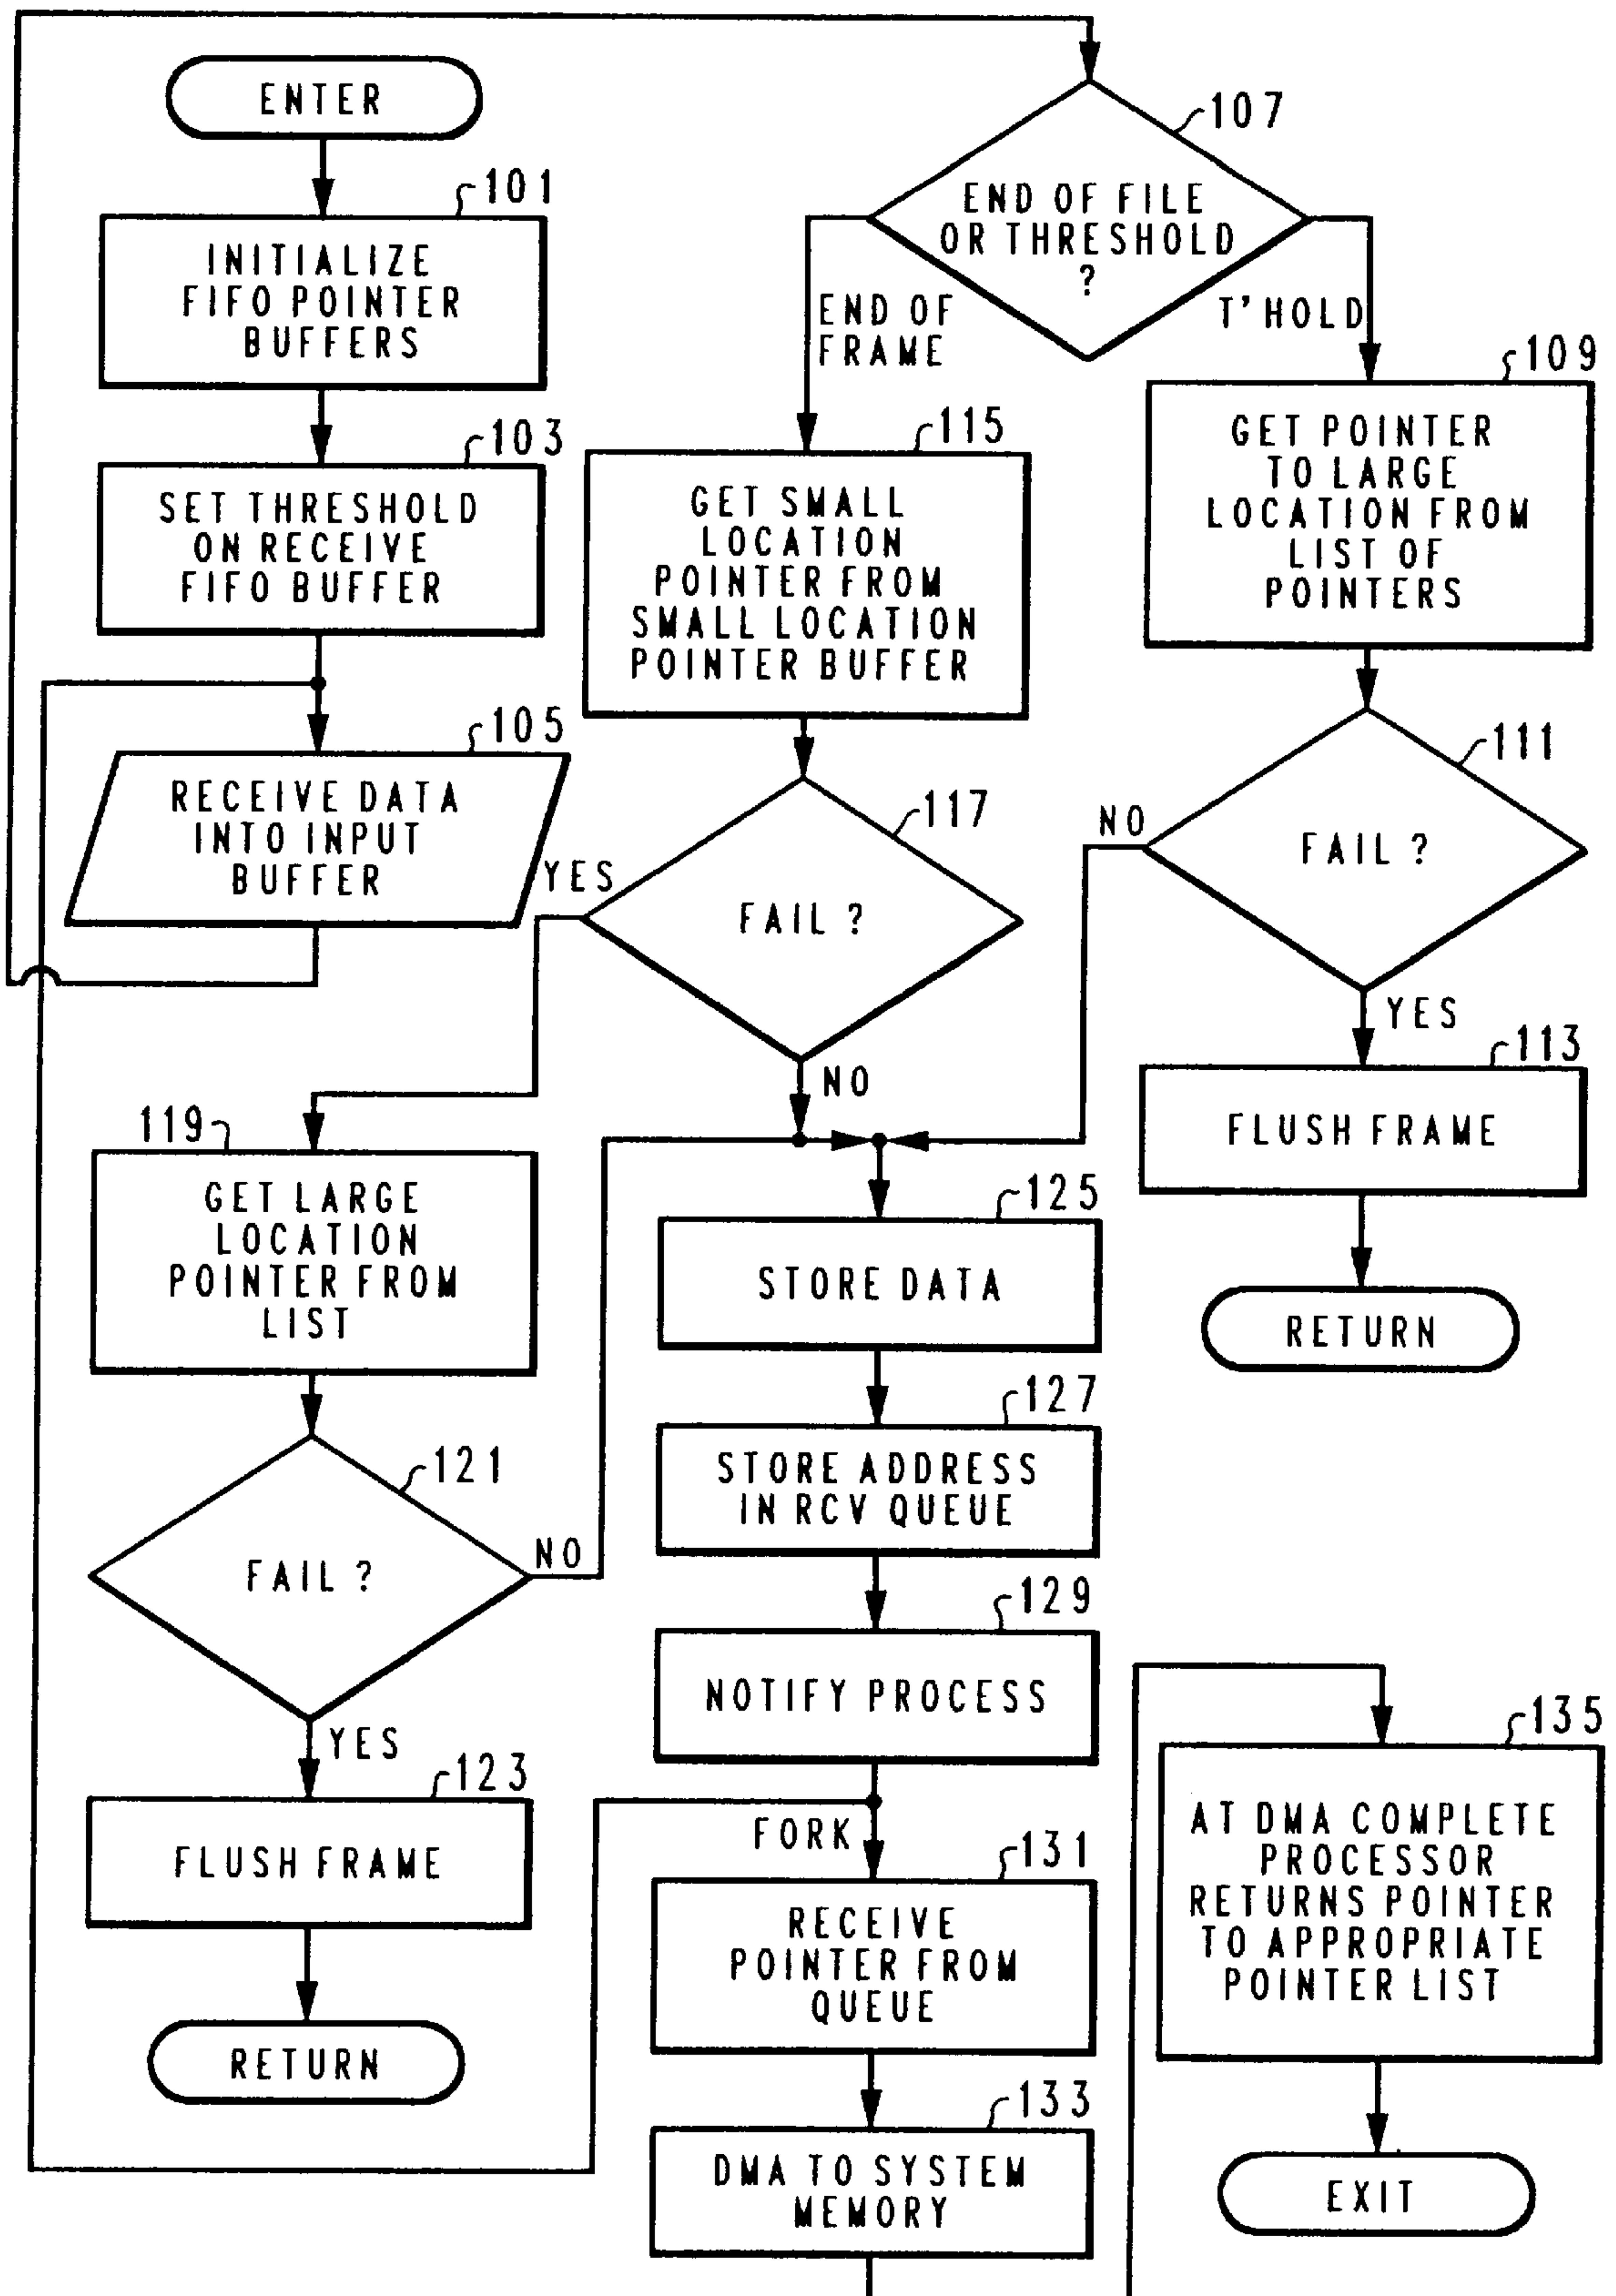 ENTER
101
INITIALIZE
FIFO POINTER
BUFFERS
103
SET THRESHOLD
ON RECEIVE
FIFO BUFFER
105
RECEIVE DATA
INTO INPUT
BUFFER
107
END OF FILE
OR THRESHOLD
?
END OF
FRAME
T'HOLD
109
GET POINTER
TO LARGE
LOCATION FROM
LIST OF
POINTERS
111
FAIL ?
NO
YES
113
FLUSH FRAME
RETURN
115
GET SMALL
LOCATION
POINTER FROM
SMALL LOCATION
POINTER BUFFER
117
FAIL ?
YES
NO
119
GET LARGE
LOCATION
POINTER FROM
LIST
121
FAIL ?
NO
YES
123
FLUSH FRAME
RETURN
125
STORE DATA
127
STORE ADDRESS
IN RCV QUEUE
129
NOTIFY PROCESS
FORK
131
RECEIVE
POINTER FROM
QUEUE
133
DMA TO SYSTEM
MEMORY
135
AT DMA COMPLETE
PROCESSOR
RETURNS POINTER
TO APPROPRIATE
POINTER LIST
EXIT